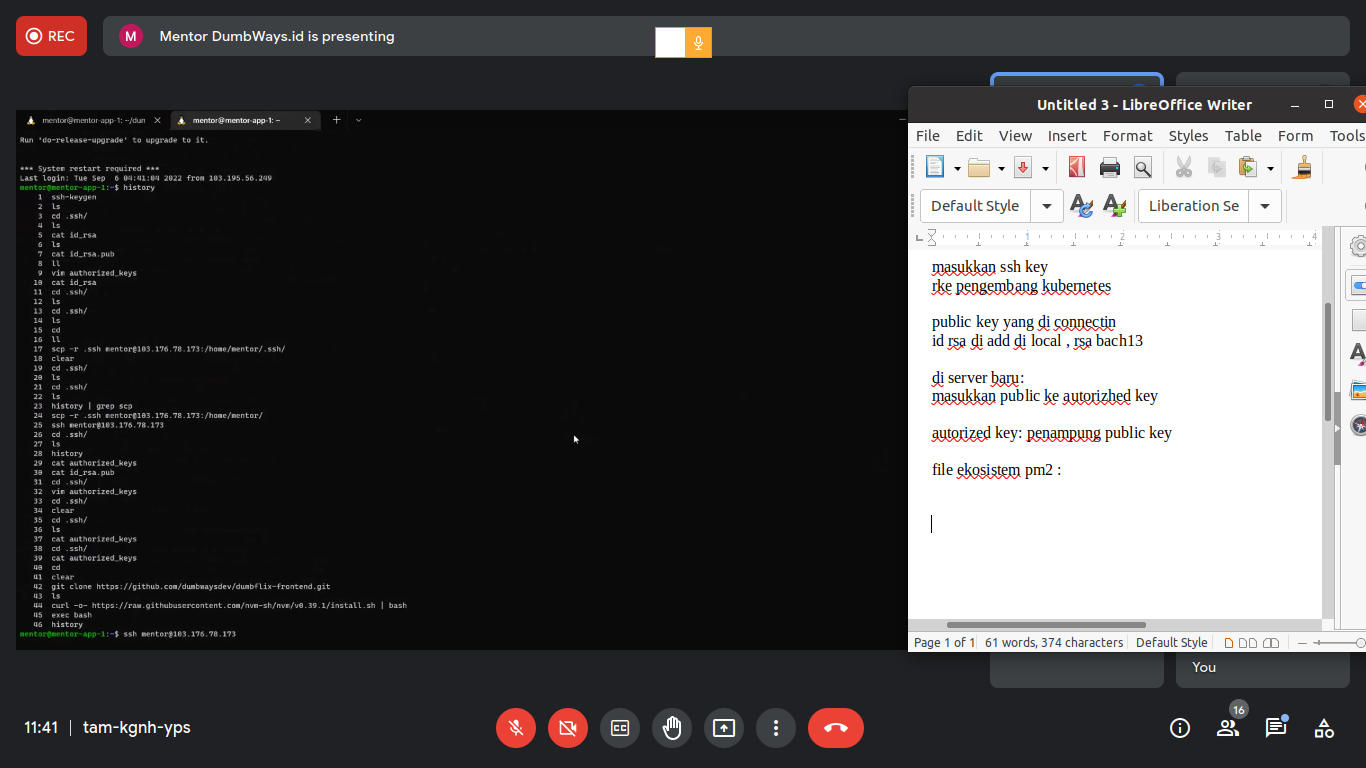 REC
M
Mentor DumbWays.id is presenting
mentor@mentor-app-1: ~/dun
mentor@mentor-app-1: ~
Run 'do-release-upgrade' to upgrade to it.
*** System restart required ***
Last login: Tue Sep  6 04:41:04 2022 from 103.195.56.249
mentor@mentor-app-1:~$ history
1  ssh-keygen
2  ls
3  cd .ssh/
4  ls
5  cat id_rsa
6  ls
7  cat id_rsa.pub
8  ll
9  vim authorized_keys
10  cat id_rsa
11  cd .ssh/
12  ls
13  cd .ssh/
14  ls
15  cd
16  ll
17  scp -r .ssh mentor@103.176.78.173:/home/mentor/.ssh/
18  clear
19  cd .ssh/
20  ls
21  cd .ssh/
22  ls
23  history | grep scp
24  scp -r .ssh mentor@103.176.78.173:/home/mentor/
25  ssh mentor@103.176.78.173
26  cd .ssh/
27  ls
28  history
29  cat authorized_keys
30  cat id_rsa.pub
31  cd .ssh/
32  vim authorized_keys
33  cd .ssh/
34  clear
35  cd .ssh/
36  ls
37  cat authorized_keys
38  cd .ssh/
39  cat authorized_keys
40  cd
41  clear
42  git clone https://github.com/dumbwaysdev/dumbflix-frontend.git
43  ls
44  curl -o- https://raw.githubusercontent.com/nvm-sh/nvm/v0.39.1/install.sh | bash
45  exec bash
46  history
mentor@mentor-app-1:~$ ssh mentor@103.176.78.173
Untitled 3 - LibreOffice Writer
File Edit View Insert Format Styles Table Form Tools
Default Style
Liberation Se
1 2 3 4
masukkan ssh key
rke pengembang kubernetes
public key yang di connectin
id rsa di add di local , rsa bach13
di server baru:
masukkan public ke autorizhed key
autorized key: penampung public key
file ekosistem pm2 :
Page 1 of 1 61 words, 374 characters Default Style
You
11:41 | tam-kgnh-yps
CC
16